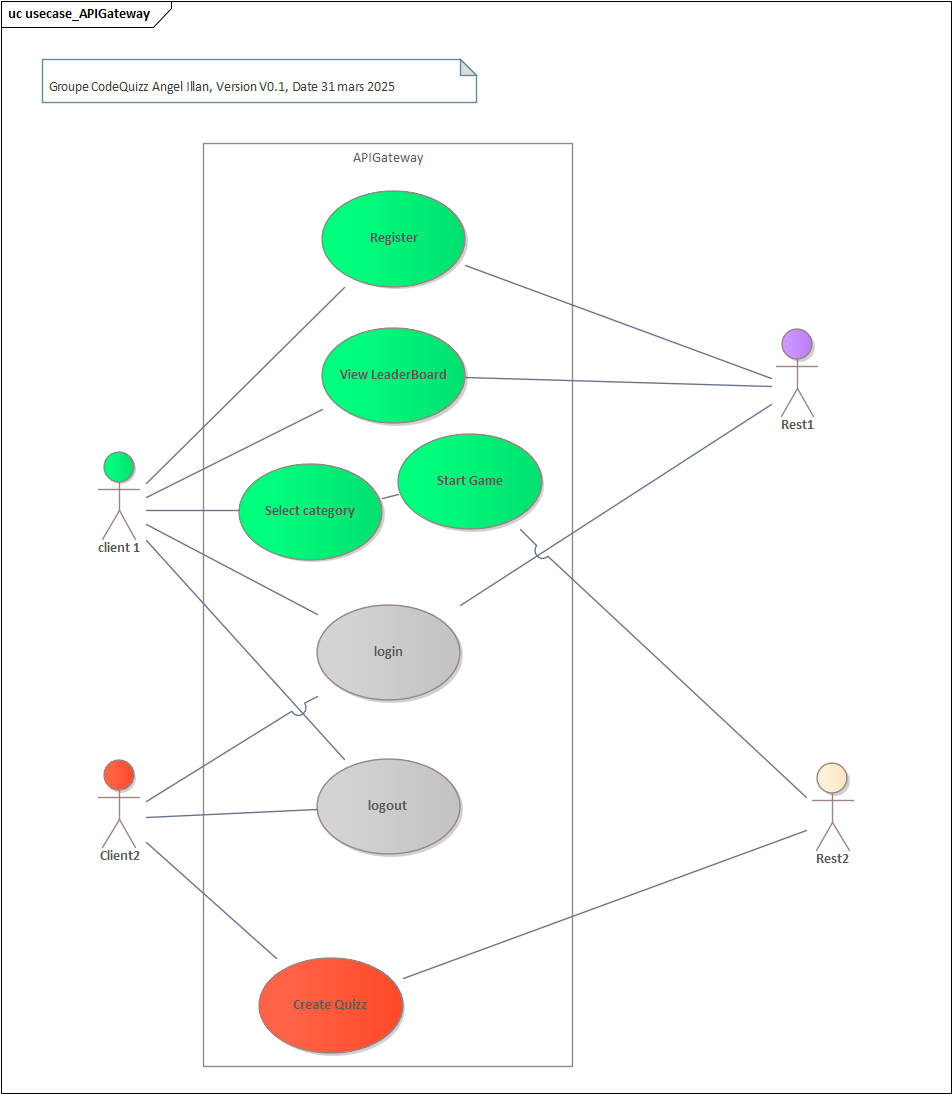 uc usecase_APIGateway
Groupe CodeQuizz Angel Illan, Version V0.1, Date 31 mars 2025
APIGateway
Register
View LeaderBoard
Rest1
Start Game
Select category
client 1
login
logout
Client2
Rest2
Create Quizz